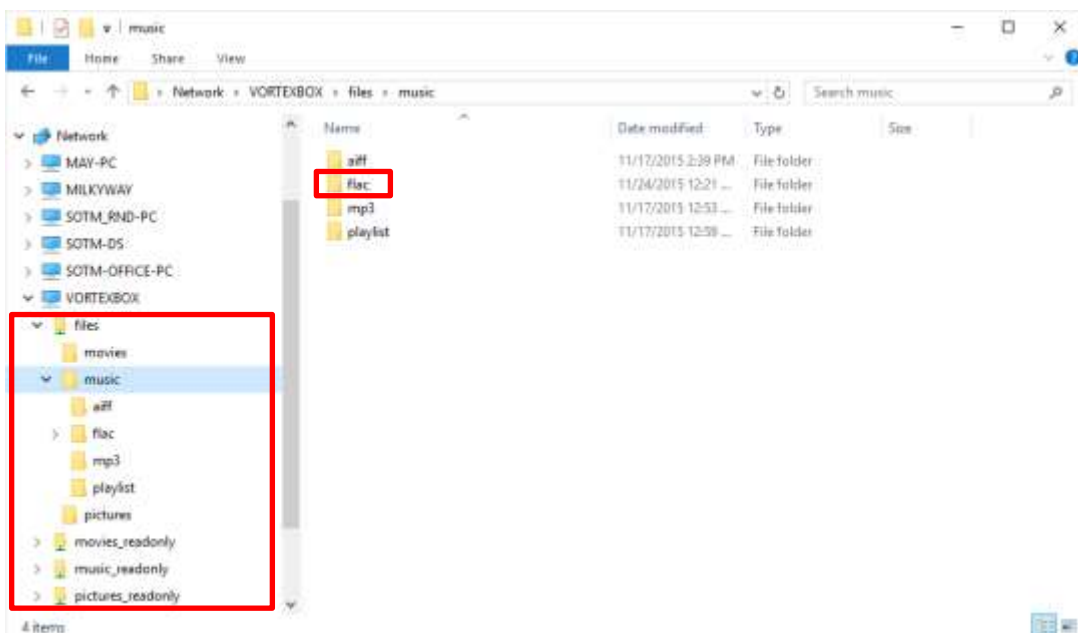 music
File Home Share View
Network › VORTEXBOX › files › music
Search music
Network
MAY-PC
MILKYWAY
SOTM_RND-PC
SOTM-DS
SOTM-OFFICE-PC
VORTEXBOX
files
movies
music
aiff
flac
mp3
playlist
pictures
movies_readonly
music_readonly
pictures_readonly
Name Date modified Type Size
aiff 11/17/2015 2:39 PM File folder
flac 11/24/2015 12:21 ... File folder
mp3 11/17/2015 12:53 ... File folder
playlist 11/17/2015 12:59 ... File folder
4 items